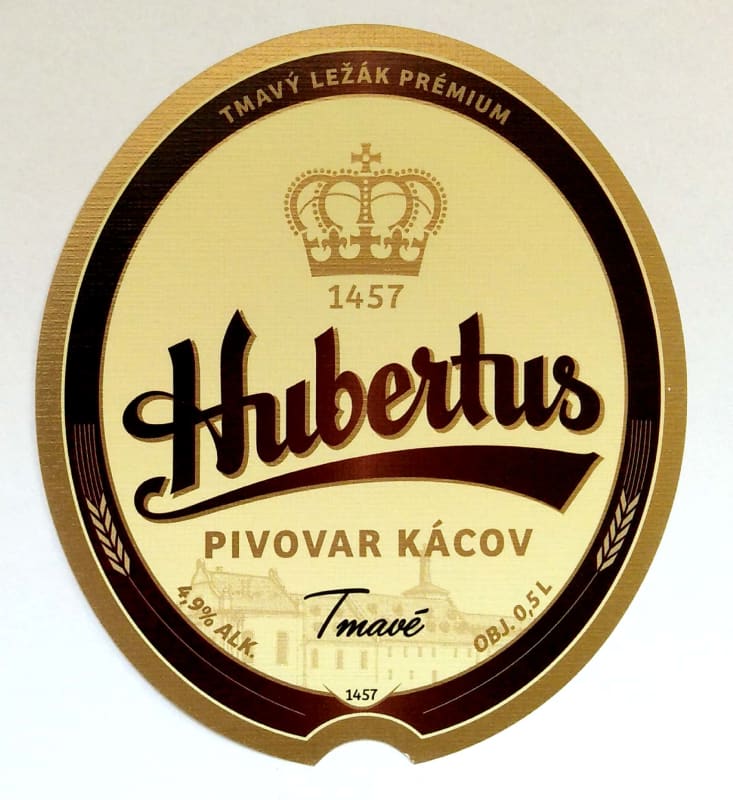 TMAVÝ LEŽÁK PRÉMIUM
1457
Hubertus
PIVOVAR KÁCOV
Tmavé
4,9% ALK.
OBJ. 0,5 L
1457